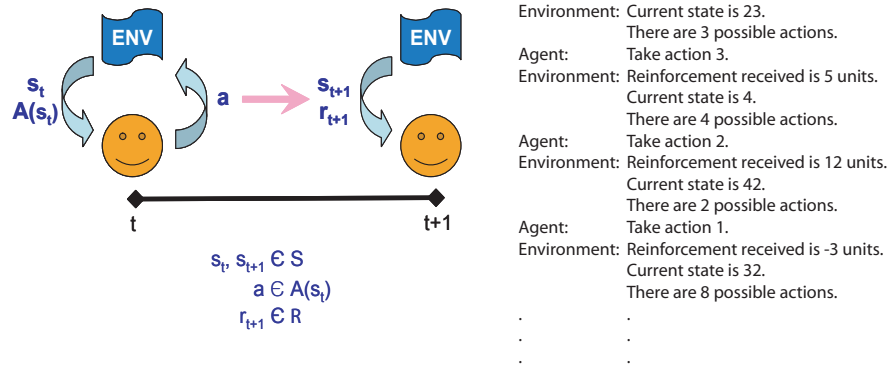 ENV
s_t
A(s_t)
a
ENV
s_{t+1}
r_{t+1}
t
t+1
s_t, s_{t+1} Є S
a Є A(s_t)
r_{t+1} Є R
Environment: Current state is 23.
There are 3 possible actions.
Agent: Take action 3.
Environment: Reinforcement received is 5 units.
Current state is 4.
There are 4 possible actions.
Agent: Take action 2.
Environment: Reinforcement received is 12 units.
Current state is 42.
There are 2 possible actions.
Agent: Take action 1.
Environment: Reinforcement received is -3 units.
Current state is 32.
There are 8 possible actions.
. .
. .
. .